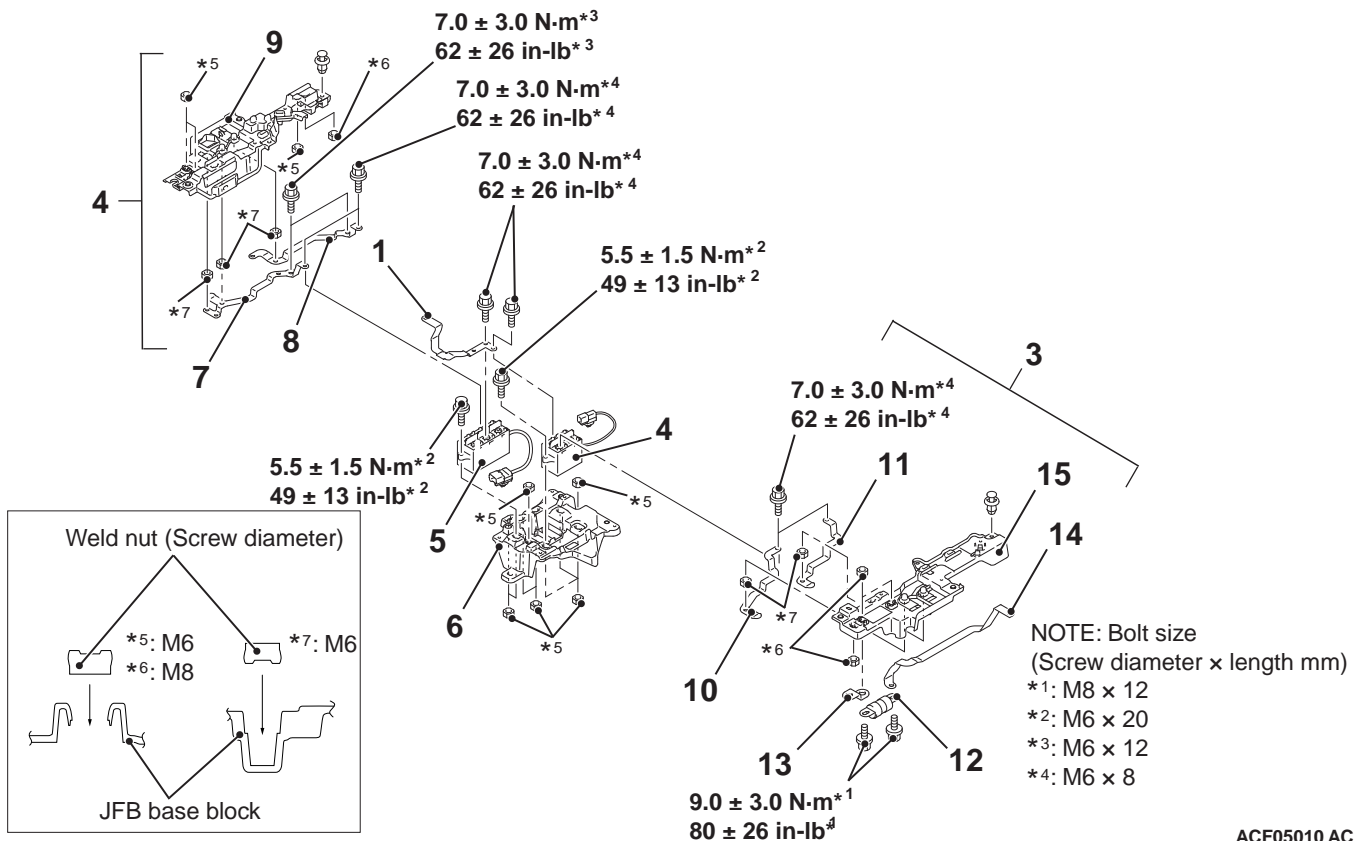 7.0 ± 3.0 N·m*3
62 ± 26 in-lb*3
9
*5
*6
7.0 ± 3.0 N·m*4
62 ± 26 in-lb*4
*5
7.0 ± 3.0 N·m*4
62 ± 26 in-lb*4
4
*7
1
5.5 ± 1.5 N·m*2
49 ± 13 in-lb*2
*7
8
7
3
7.0 ± 3.0 N·m*4
62 ± 26 in-lb*4
4
11
5.5 ± 1.5 N·m*2
49 ± 13 in-lb*2
*5
*5
15
5
14
Weld nut (Screw diameter)
6
*5
*7
*5: M6
*6: M8
*7: M6
*6
10
NOTE: Bolt size
(Screw diameter × length mm)
*1: M8 × 12
*2: M6 × 20
*3: M6 × 12
*4: M6 × 8
13
12
JFB base block
9.0 ± 3.0 N·m*1
80 ± 26 in-lb*1
ACF05010 AC